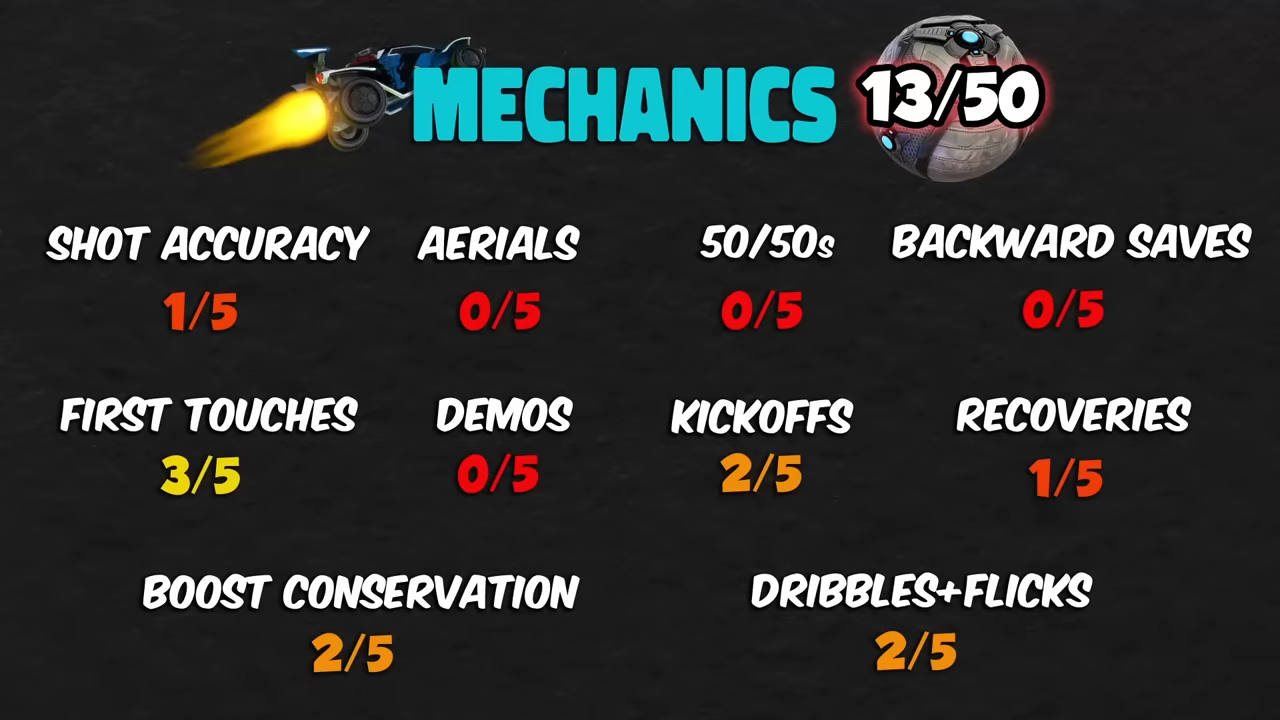 MECHANICS 13/50
SHOT ACCURACY AERIALS 50/50s BACKWARD SAVES
1/5 0/5 0/5 0/5
FIRST TOUCHES DEMOS KICKOFFS RECOVERIES
3/5 0/5 2/5 1/5
BOOST CONSERVATION DRIBBLES+FLICKS
2/5 2/5